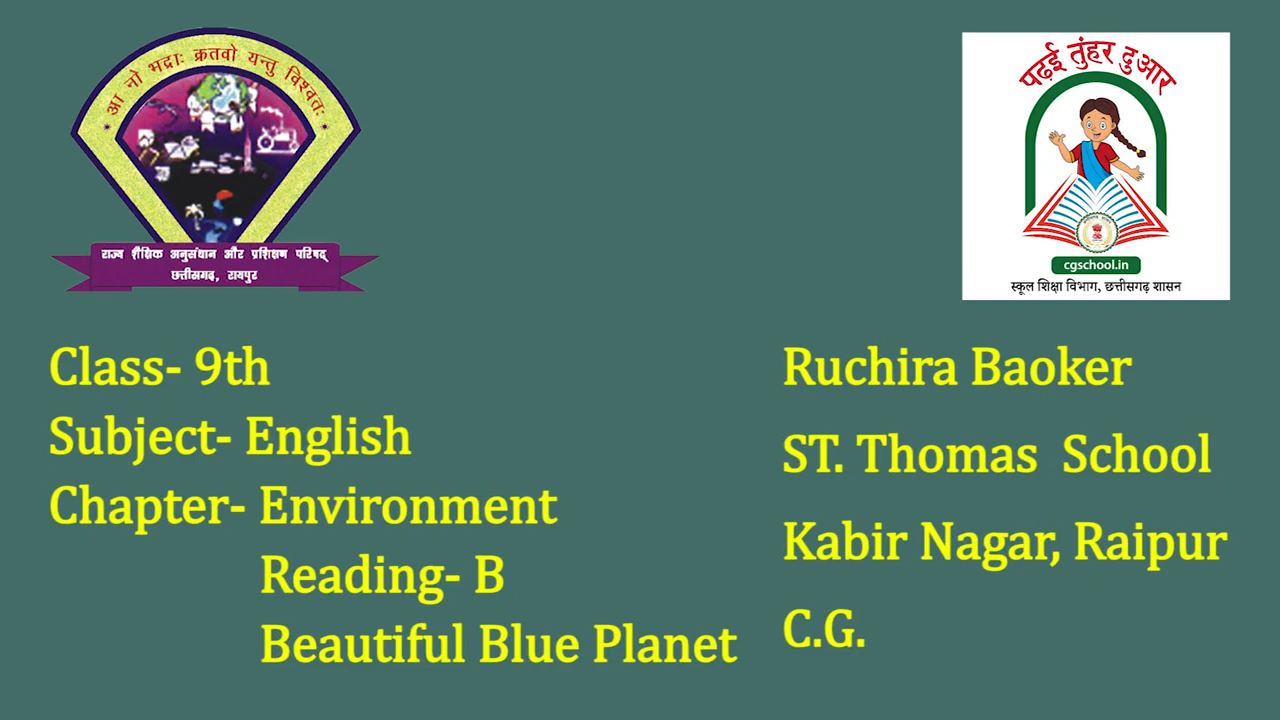 आ नो भद्राः क्रतवो यन्तु विश्वतः
राज्य शैक्षिक अनुसंधान और प्रशिक्षण परिषद्
छत्तीसगढ़, रायपुर
पढ़ई तुंहर दुआर
cgschool.in
स्कूल शिक्षा विभाग, छत्तीसगढ़ शासन
Class- 9th
Subject- English
Chapter- Environment
Reading- B
Beautiful Blue Planet
Ruchira Baoker
ST. Thomas School
Kabir Nagar, Raipur
C.G.